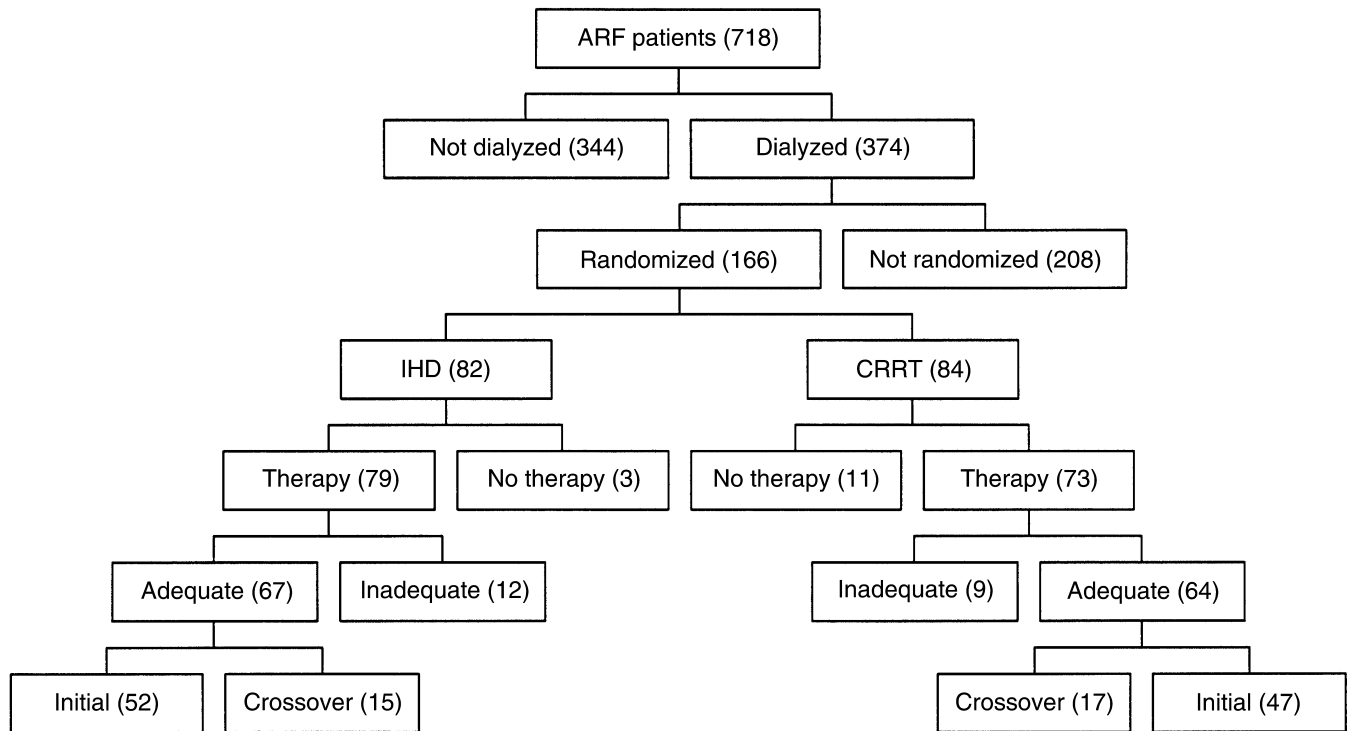 ARF patients (718)
Not dialyzed (344)
Dialyzed (374)
Randomized (166)
Not randomized (208)
IHD (82)
CRRT (84)
Therapy (79)
No therapy (3)
No therapy (11)
Therapy (73)
Adequate (67)
Inadequate (12)
Inadequate (9)
Adequate (64)
Initial (52)
Crossover (15)
Crossover (17)
Initial (47)